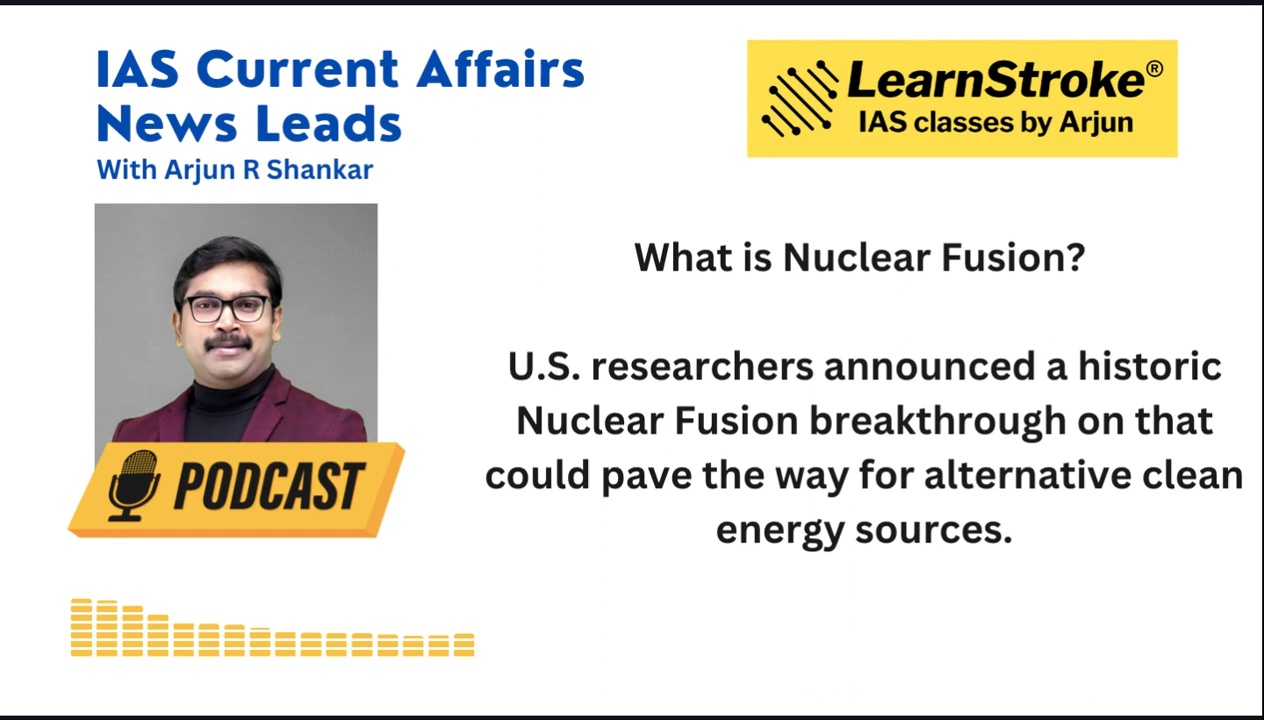 IAS Current Affairs
News Leads
With Arjun R Shankar
LearnStroke®
IAS classes by Arjun
What is Nuclear Fusion?
U.S. researchers announced a historic
Nuclear Fusion breakthrough on that
could pave the way for alternative clean
energy sources.
PODCAST